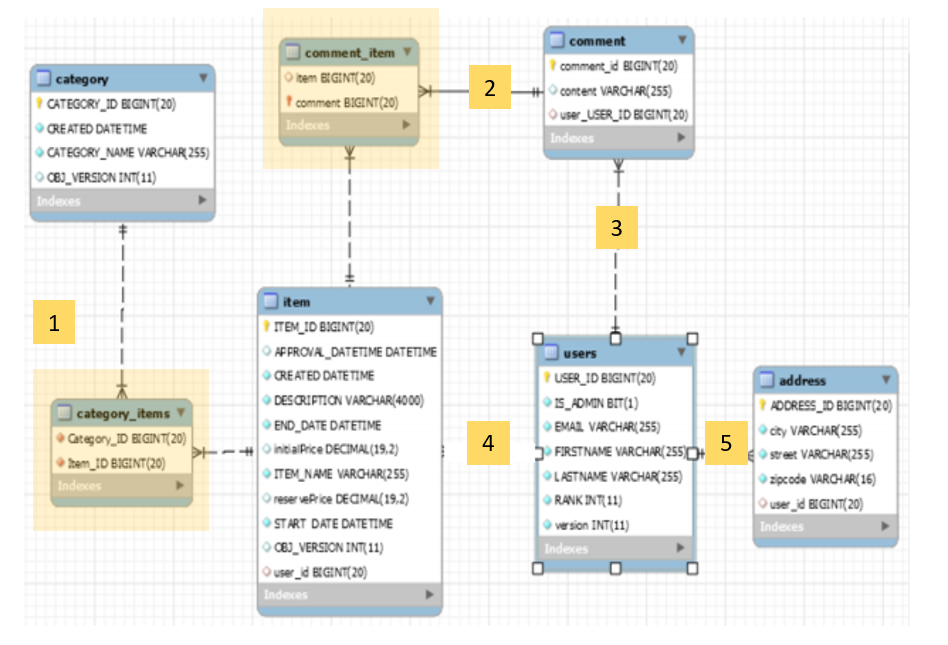 category
CATEGORY_ID BIGINT(20)
CREATED DATETIME
CATEGORY_NAME VARCHAR(255)
OBJ_VERSION INT(11)
Indexes
comment_item
item BIGINT(20)
comment BIGINT(20)
Indexes
2
comment
comment_id BIGINT(20)
content VARCHAR(255)
user_USER_ID BIGINT(20)
Indexes
1
3
category_items
Category_ID BIGINT(20)
Item_ID BIGINT(20)
Indexes
item
ITEM_ID BIGINT(20)
APPROVAL_DATETIME DATETIME
CREATED DATETIME
DESCRIPTION VARCHAR(4000)
END_DATE DATETIME
initialPrice DECIMAL(19,2)
ITEM_NAME VARCHAR(255)
reservePrice DECIMAL(19,2)
START_DATE DATETIME
OBJ_VERSION INT(11)
user_id BIGINT(20)
Indexes
4
users
USER_ID BIGINT(20)
IS_ADMIN BIT(1)
EMAIL VARCHAR(255)
FIRSTNAME VARCHAR(255)
LASTNAME VARCHAR(255)
RANK INT(11)
version INT(11)
Indexes
5
address
ADDRESS_ID BIGINT(20)
city VARCHAR(255)
street VARCHAR(255)
zipcode VARCHAR(16)
user_id BIGINT(20)
Indexes